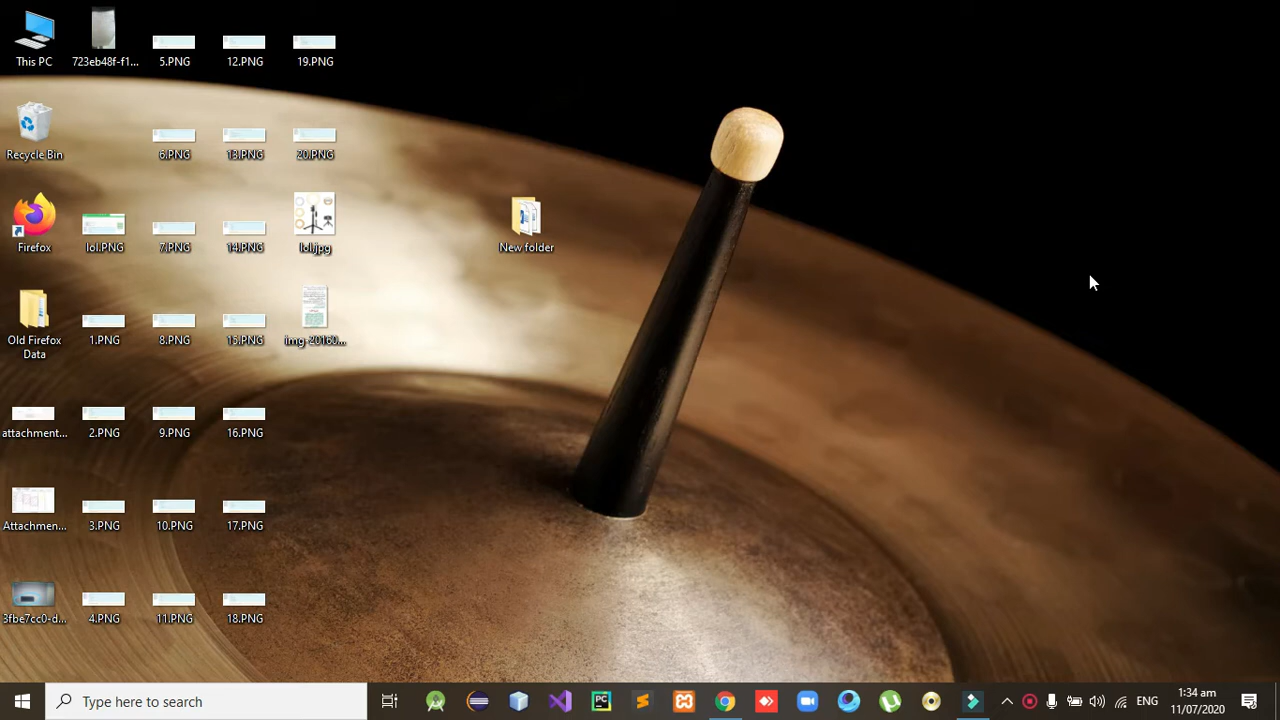 This PC
723eb48f-f1...
5.PNG
12.PNG
19.PNG
Recycle Bin
6.PNG
13.PNG
20.PNG
Firefox
lol.PNG
7.PNG
14.PNG
lol.jpg
New folder
Old Firefox
Data
1.PNG
8.PNG
15.PNG
img-20160...
attachment...
2.PNG
9.PNG
16.PNG
Attachmen...
3.PNG
10.PNG
17.PNG
3fbe7cc0-d...
4.PNG
11.PNG
18.PNG
Type here to search
PC
ENG
1:34 am
11/07/2020